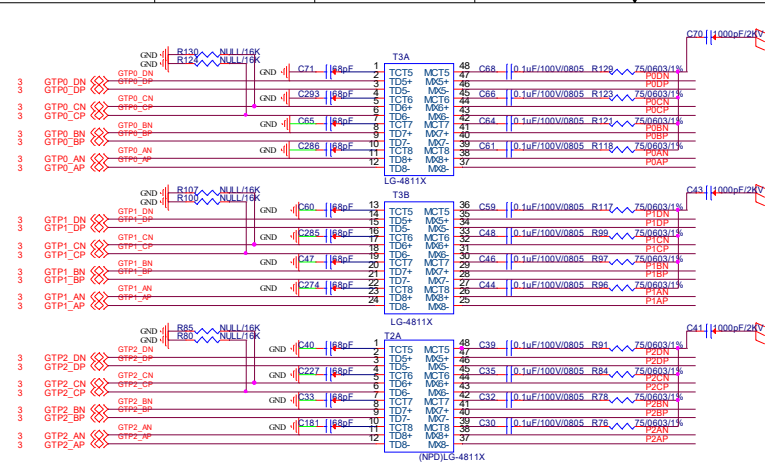 C70 1000pF/2KV
GND R130 NULL/16K
GND R124 NULL/16K
T3A
GTP0_DN GND C71 68pF 1 TCT5 MCT5 48 C68 0.1uF/100V/0805 R129 75/0603/1%
3 GTP0_DN GTP0_DP 2 TD5+ MX5+ 47 P0DN
3 GTP0_DP 3 TD5- MX5- 46 P0DP
GTP0_CN GND C293 68pF 4 TCT6 MCT6 45 C66 0.1uF/100V/0805 R123 75/0603/1%
3 GTP0_CN GTP0_CP 5 TD6+ MX6+ 44 P0CN
3 GTP0_CP 6 TD6- MX6- 43 P0CP
GTP0_BN GND C65 68pF 7 TCT7 MCT7 42 C64 0.1uF/100V/0805 R121 75/0603/1%
3 GTP0_BN GTP0_BP 8 TD7+ MX7+ 41 P0BN
3 GTP0_BP 9 TD7- MX7- 40 P0BP
GTP0_AN GND C286 68pF 10 TCT8 MCT8 39 C61 0.1uF/100V/0805 R118 75/0603/1%
3 GTP0_AN GTP0_AP 11 TD8+ MX8+ 38 P0AN
3 GTP0_AP 12 TD8- MX8- 37 P0AP
LG-4811X
C43 1000pF/2KV
GND R107 NULL/16K
GND R100 NULL/16K
T3B
GTP1_DN GND C60 68pF 13 TCT5 MCT5 36 C59 0.1uF/100V/0805 R117 75/0603/1%
3 GTP1_DN GTP1_DP 14 TD5+ MX5+ 35 P1DN
3 GTP1_DP 15 TD5- MX5- 34 P1DP
GTP1_CN GND C285 68pF 16 TCT6 MCT6 33 C48 0.1uF/100V/0805 R99 75/0603/1%
3 GTP1_CN GTP1_CP 17 TD6+ MX6+ 32 P1CN
3 GTP1_CP 18 TD6- MX6- 31 P1CP
GTP1_BN GND C47 68pF 19 TCT7 MCT7 30 C46 0.1uF/100V/0805 R97 75/0603/1%
3 GTP1_BN GTP1_BP 20 TD7+ MX7+ 29 P1BN
3 GTP1_BP 21 TD7- MX7- 28 P1BP
GTP1_AN GND C274 68pF 22 TCT8 MCT8 27 C44 0.1uF/100V/0805 R96 75/0603/1%
3 GTP1_AN GTP1_AP 23 TD8+ MX8+ 26 P1AN
3 GTP1_AP 24 TD8- MX8- 25 P1AP
LG-4811X
C41 1000pF/2KV
GND R85 NULL/16K
GND R80 NULL/16K
T2A
GTP2_DN GND C40 68pF 1 TCT5 MCT5 48 C39 0.1uF/100V/0805 R91 75/0603/1%
3 GTP2_DN GTP2_DP 2 TD5+ MX5+ 47 P2DN
3 GTP2_DP 3 TD5- MX5- 46 P2DP
GTP2_CN GND C227 68pF 4 TCT6 MCT6 45 C35 0.1uF/100V/0805 R84 75/0603/1%
3 GTP2_CN GTP2_CP 5 TD6+ MX6+ 44 P2CN
3 GTP2_CP 6 TD6- MX6- 43 P2CP
GTP2_BN GND C33 68pF 7 TCT7 MCT7 42 C32 0.1uF/100V/0805 R78 75/0603/1%
3 GTP2_BN GTP2_BP 8 TD7+ MX7+ 41 P2BN
3 GTP2_BP 9 TD7- MX7- 40 P2BP
GTP2_AN GND C181 68pF 10 TCT8 MCT8 39 C30 0.1uF/100V/0805 R76 75/0603/1%
3 GTP2_AN GTP2_AP 11 TD8+ MX8+ 38 P2AN
3 GTP2_AP 12 TD8- MX8- 37 P2AP
(NPD)LG-4811X